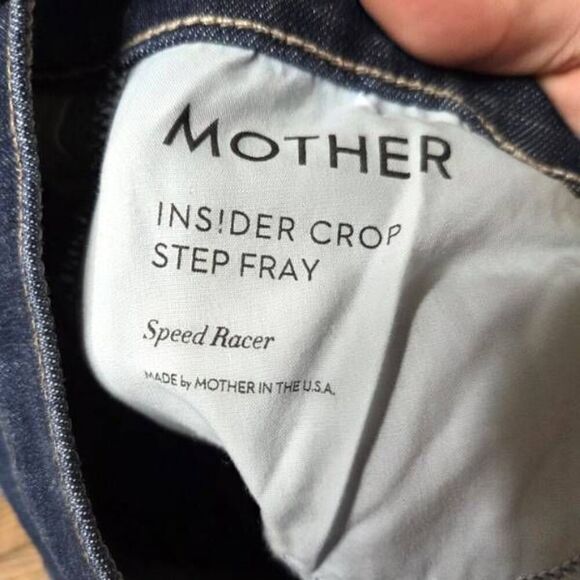 MOTHER
INS!DER CROP
STEP FRAY
Speed Racer
MADE by MOTHER IN THE U.S.A.